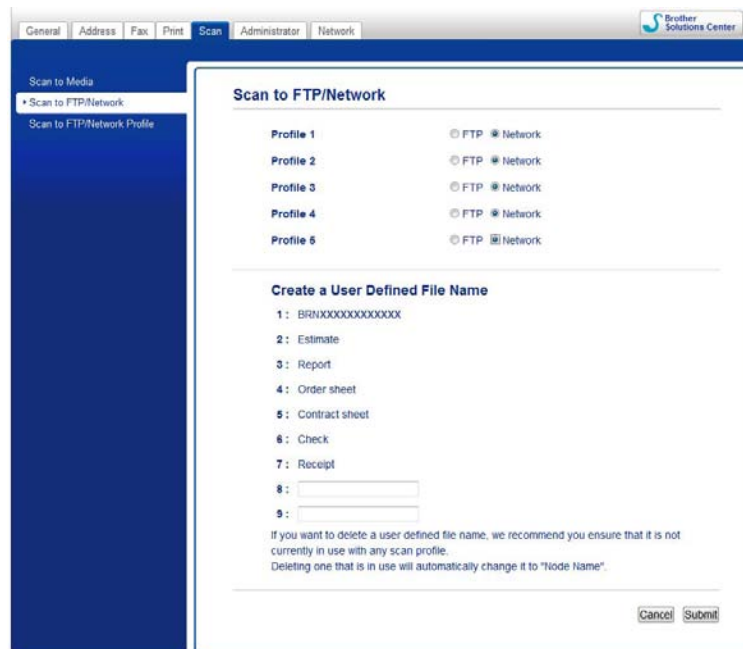 General Address Fax Print Scan Administrator Network
Brother
Solutions Center
Scan to Media
Scan to FTP/Network
Scan to FTP/Network Profile
Scan to FTP/Network
Profile 1 FTP Network
Profile 2 FTP Network
Profile 3 FTP Network
Profile 4 FTP Network
Profile 5 FTP Network
Create a User Defined File Name
1 : BRNXXXXXXXXXXXX
2 : Estimate
3 : Report
4 : Order sheet
5 : Contract sheet
6 : Check
7 : Receipt
8 :
9 :
If you want to delete a user defined file name, we recommend you ensure that it is not
currently in use with any scan profile.
Deleting one that is in use will automatically change it to "Node Name".
Cancel Submit